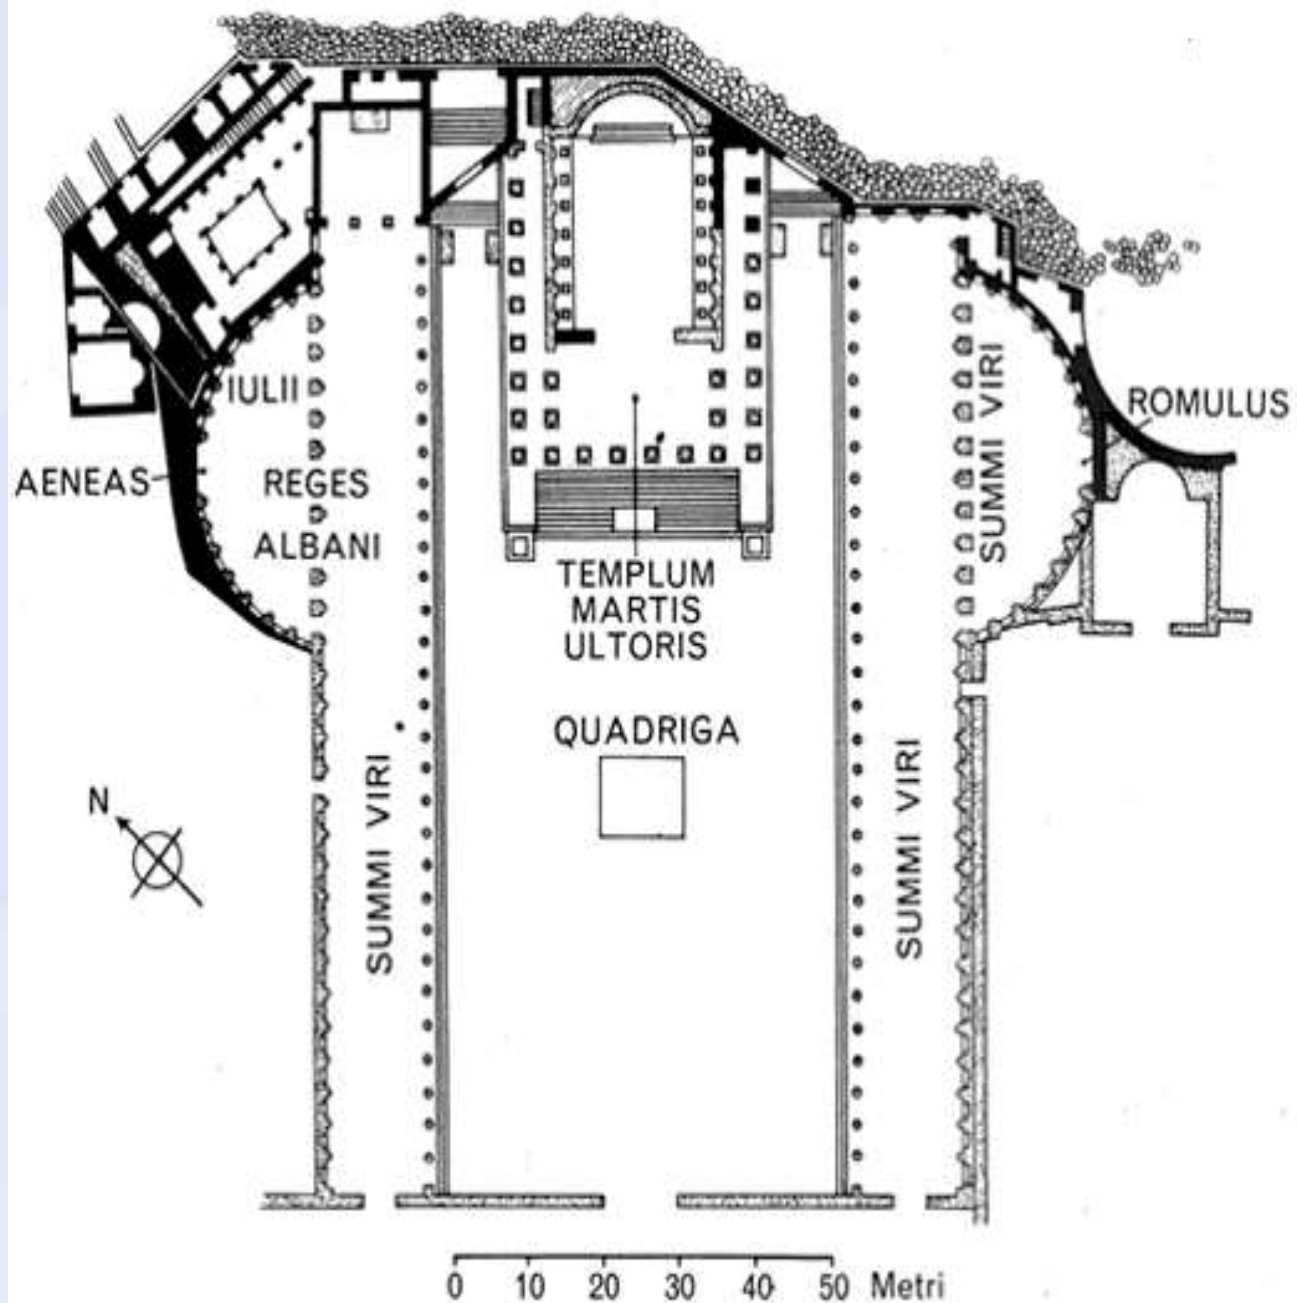 IULII
AENEAS
REGES
ALBANI
SUMMI VIRI
ROMULUS
TEMPLUM
MARTIS
ULTORIS
QUADRIGA
N
SUMMI VIRI
SUMMI VIRI
0 10 20 30 40 50 Metri